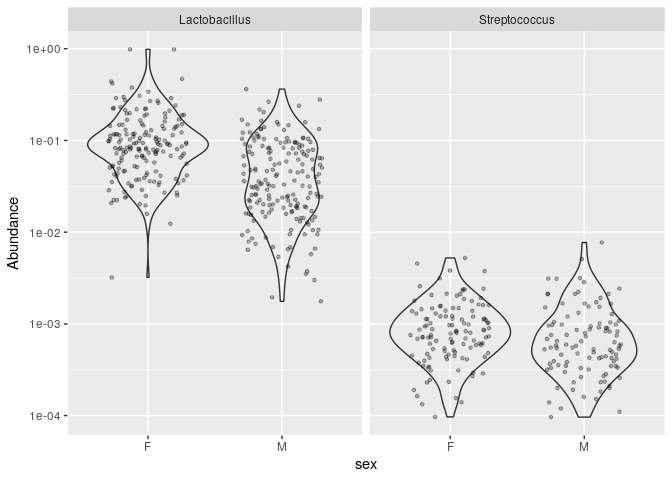 Lactobacillus
Streptococcus
Abundance
1e+00
1e-01
1e-02
1e-03
1e-04
F
M
F
M
sex